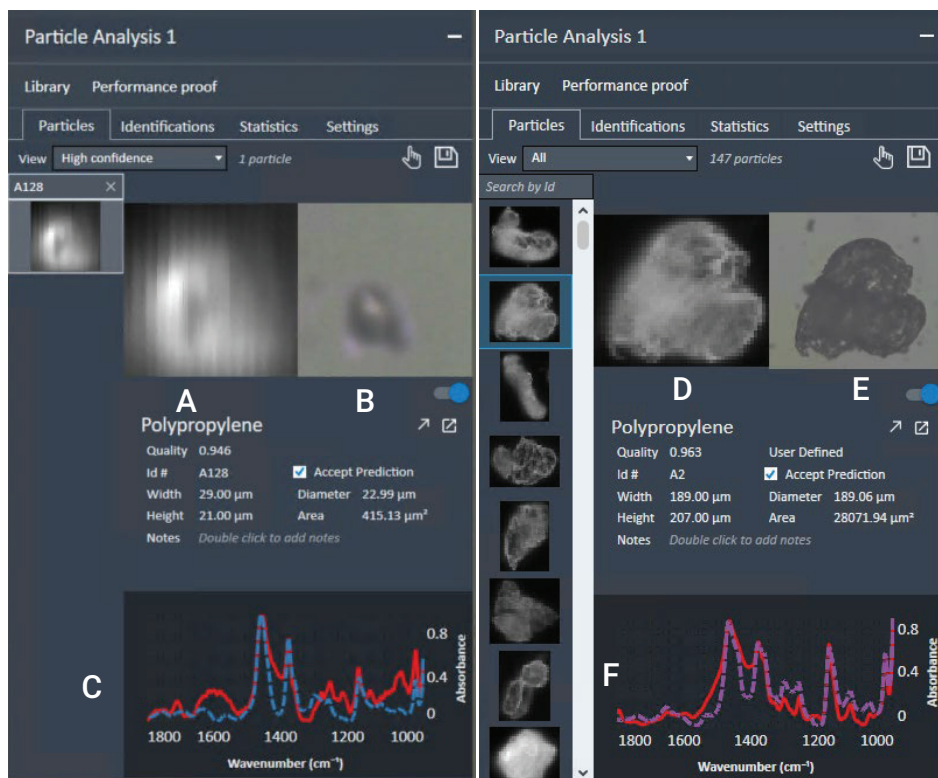 Particle Analysis 1
Library Performance proof
Particles Identifications Statistics Settings
View High confidence 1 particle
A128
A B
Polypropylene
Quality 0.946
Id # A128 Accept Prediction
Width 29.00 µm Diameter 22.99 µm
Height 21.00 µm Area 415.13 µm²
Notes Double click to add notes
C
0.8
0.4
0
Absorbance
1800 1600 1400 1200 1000
Wavenumber (cm⁻¹)
Particle Analysis 1
Library Performance proof
Particles Identifications Statistics Settings
View All 147 particles
Search by Id
D E
Polypropylene
Quality 0.963 User Defined
Id # A2 Accept Prediction
Width 189.00 µm Diameter 189.06 µm
Height 207.00 µm Area 28071.94 µm²
Notes Double click to add notes
F
0.8
0.4
0
Absorbance
1800 1600 1400 1200 1000
Wavenumber (cm⁻¹)